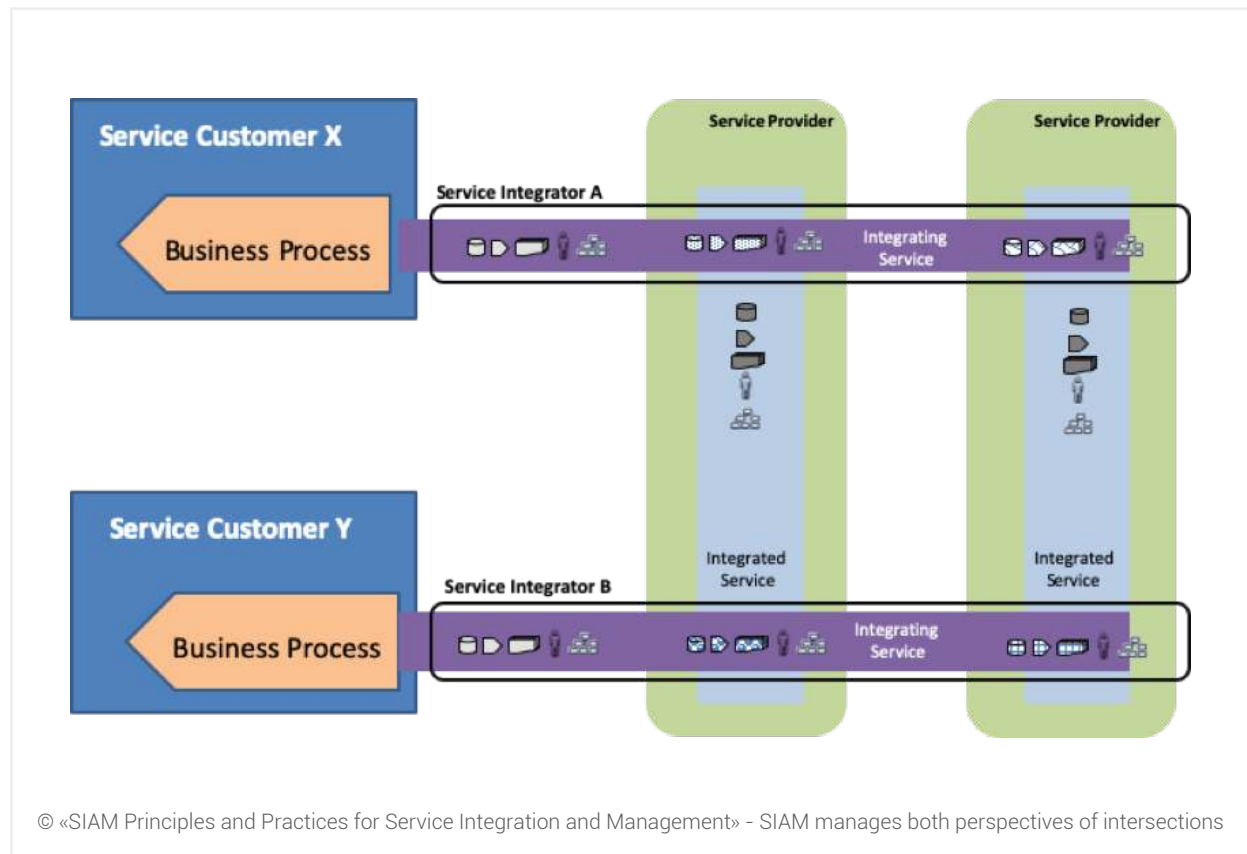 Service Customer X
Business Process
Service Integrator A
Service Provider
Service Provider
Integrating
Service
Service Customer Y
Business Process
Service Integrator B
Integrated
Service
Integrated
Service
Integrating
Service
© «SIAM Principles and Practices for Service Integration and Management» - SIAM manages both perspectives of intersections